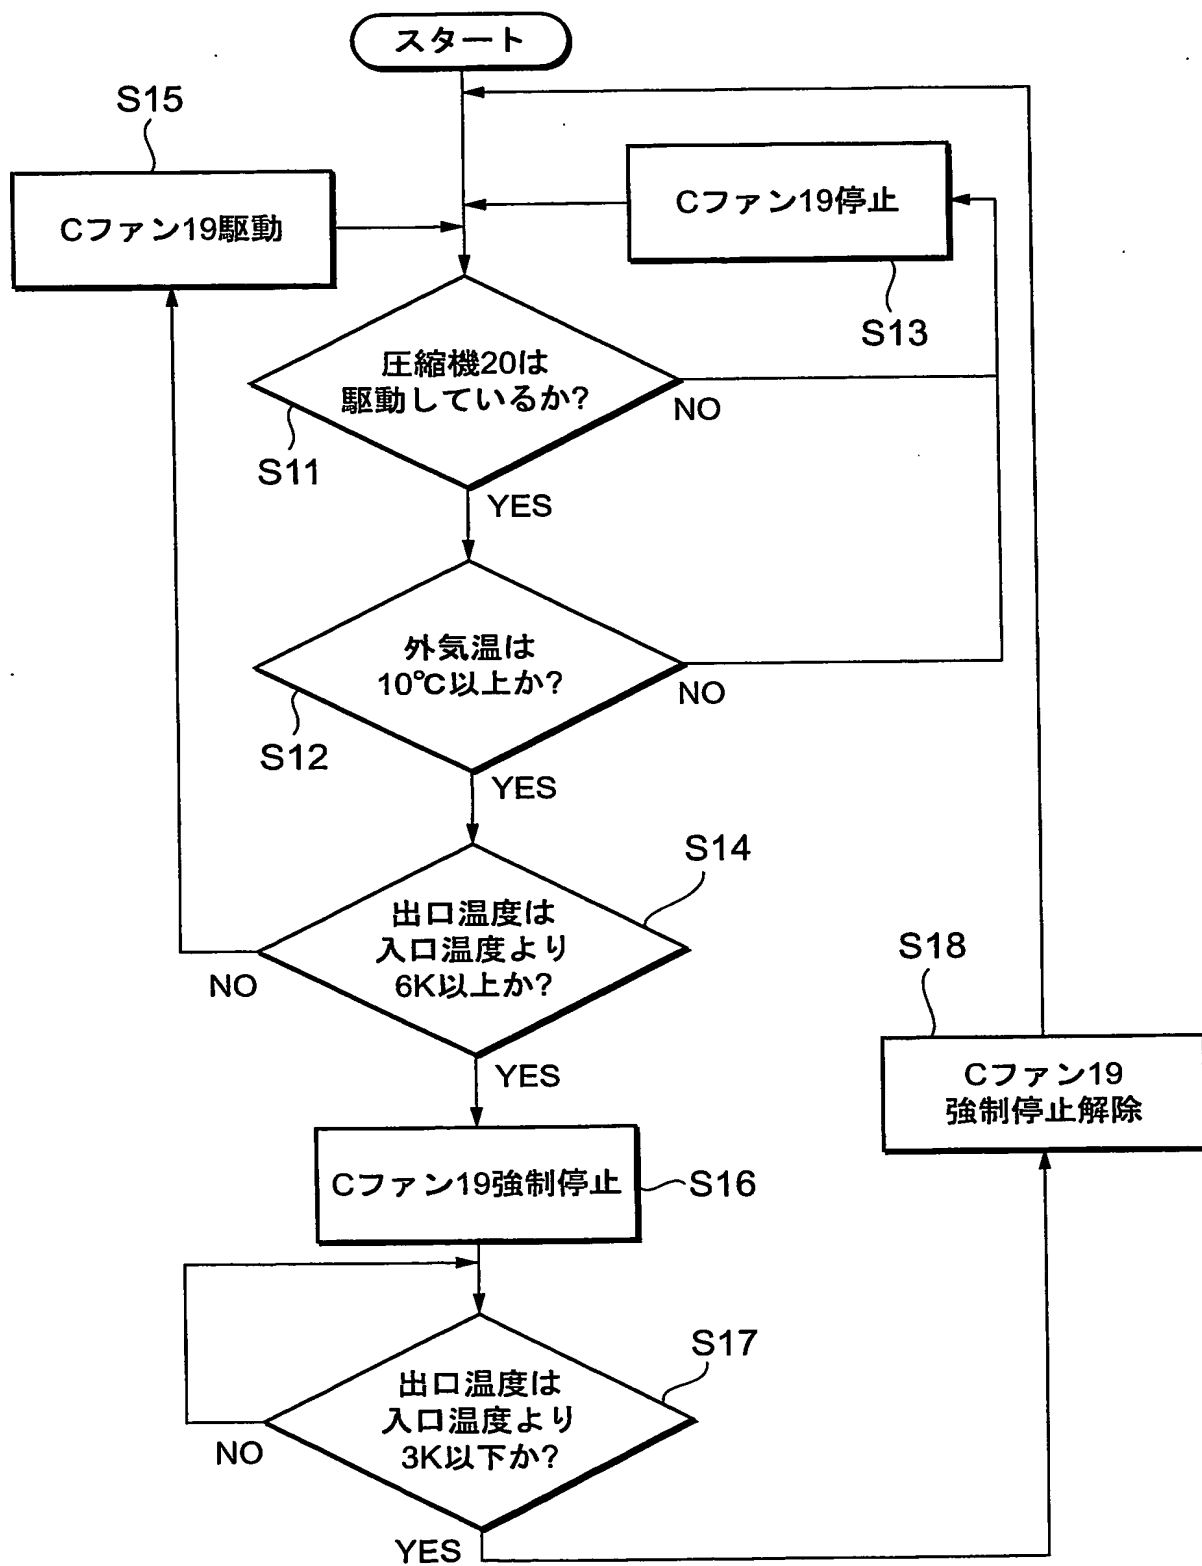 スタート
S15
Cファン19駆動
Cファン19停止
S13
圧縮機20は
駆動しているか?
NO
S11
YES
外気温は
10℃以上か?
NO
S12
YES
S14
出口温度は
入口温度より
6K以上か?
NO
YES
S18
Cファン19
強制停止解除
Cファン19強制停止
S16
S17
出口温度は
入口温度より
3K以下か?
NO
YES